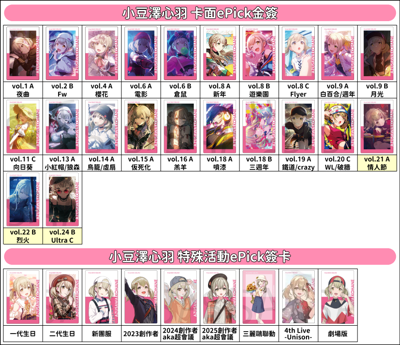 小豆澤心羽 卡面ePick金簽
vol.1 A vol.2 B vol.4 A vol.6 A vol.6 B vol.8 A vol.8 B vol.8 C vol.9 A vol.9 B
夜曲 Fw 櫻花 電影 倉鼠 新年 遊樂園 Flyer 白百合/週年 月光
vol.11 C vol.13 A vol.14 A vol.15 A vol.16 A vol.18 A vol.18 B vol.19 A vol.20 C vol.21 A
向日葵 小紅帽/狼森 鳥籠/虛扇 仮死化 羔羊 噴漆 三週年 鐵道/crazy WL/破牆 情人節
vol.22 B vol.24 B
烈火 Ultra C
小豆澤心羽 特殊活動ePick簽卡
一代生日 二代生日 新團服 2023創作者 2024創作者 2025創作者 三麗鷗聯動 4th Live 劇場版
aka超會議 aka超會議 -Unison-